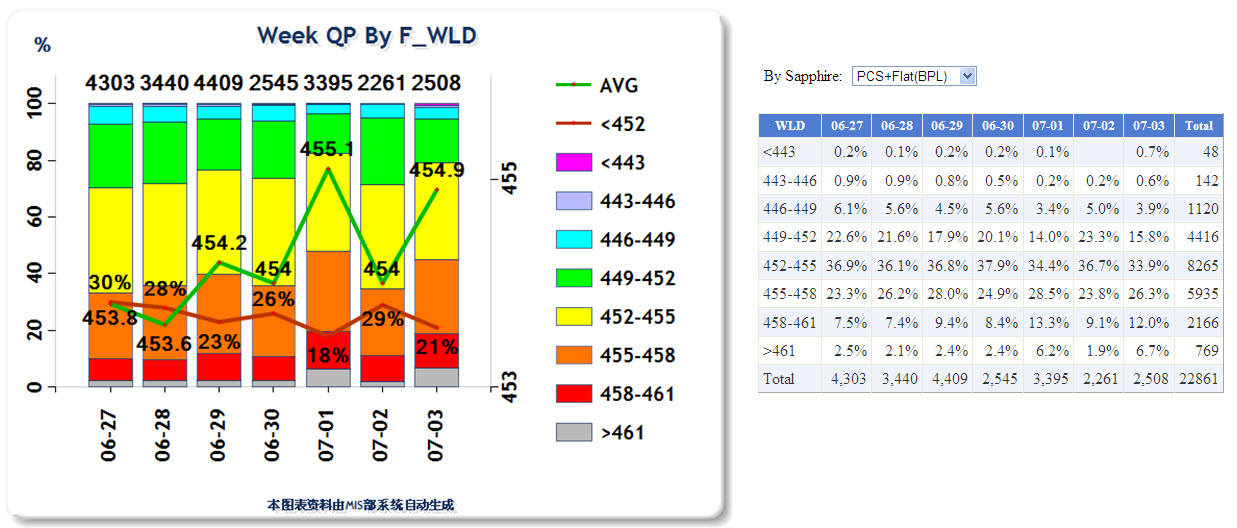 Week QP By F_WLD
%
4303 3440 4409 2545 3395 2261 2508
100
80
60
40
20
0
455
453
30% 28% 23% 26% 18% 29% 21%
453.8 453.6 454.2 454 455.1 454 454.9
06-27 06-28 06-29 06-30 07-01 07-02 07-03
AVG
<452
<443
443-446
446-449
449-452
452-455
455-458
458-461
>461
本图表资料由MIS部系统自动生成
By Sapphire: PCS+Flat(BPL)
WLD 06-27 06-28 06-29 06-30 07-01 07-02 07-03 Total
<443 0.2% 0.1% 0.2% 0.2% 0.1% 0.7% 48
443-446 0.9% 0.9% 0.8% 0.5% 0.2% 0.2% 0.6% 142
446-449 6.1% 5.6% 4.5% 5.6% 3.4% 5.0% 3.9% 1120
449-452 22.6% 21.6% 17.9% 20.1% 14.0% 23.3% 15.8% 4416
452-455 36.9% 36.1% 36.8% 37.9% 34.4% 36.7% 33.9% 8265
455-458 23.3% 26.2% 28.0% 24.9% 28.5% 23.8% 26.3% 5935
458-461 7.5% 7.4% 9.4% 8.4% 13.3% 9.1% 12.0% 2166
>461 2.5% 2.1% 2.4% 2.4% 6.2% 1.9% 6.7% 769
Total 4,303 3,440 4,409 2,545 3,395 2,261 2,508 22861